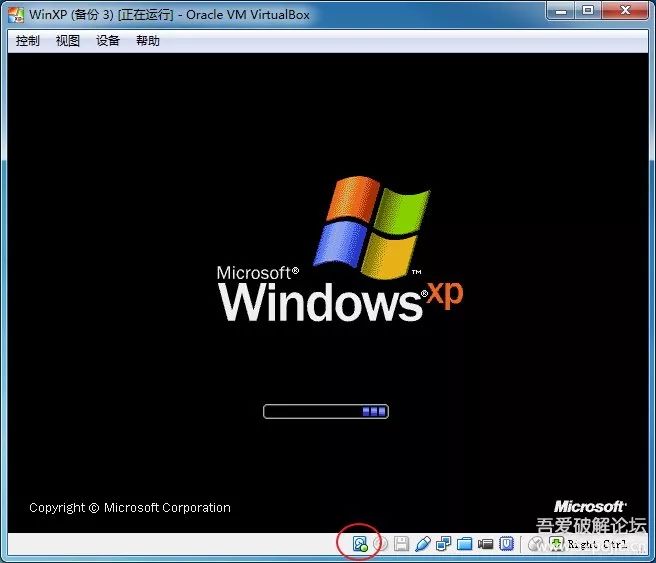 WinXP (备份 3) [正在运行] - Oracle VM VirtualBox
控制 视图 设备 帮助
Microsoft®
Windows®xp
™
Copyright © Microsoft Corporation
Microsoft®
吾爱破解论坛
Right Ctrl